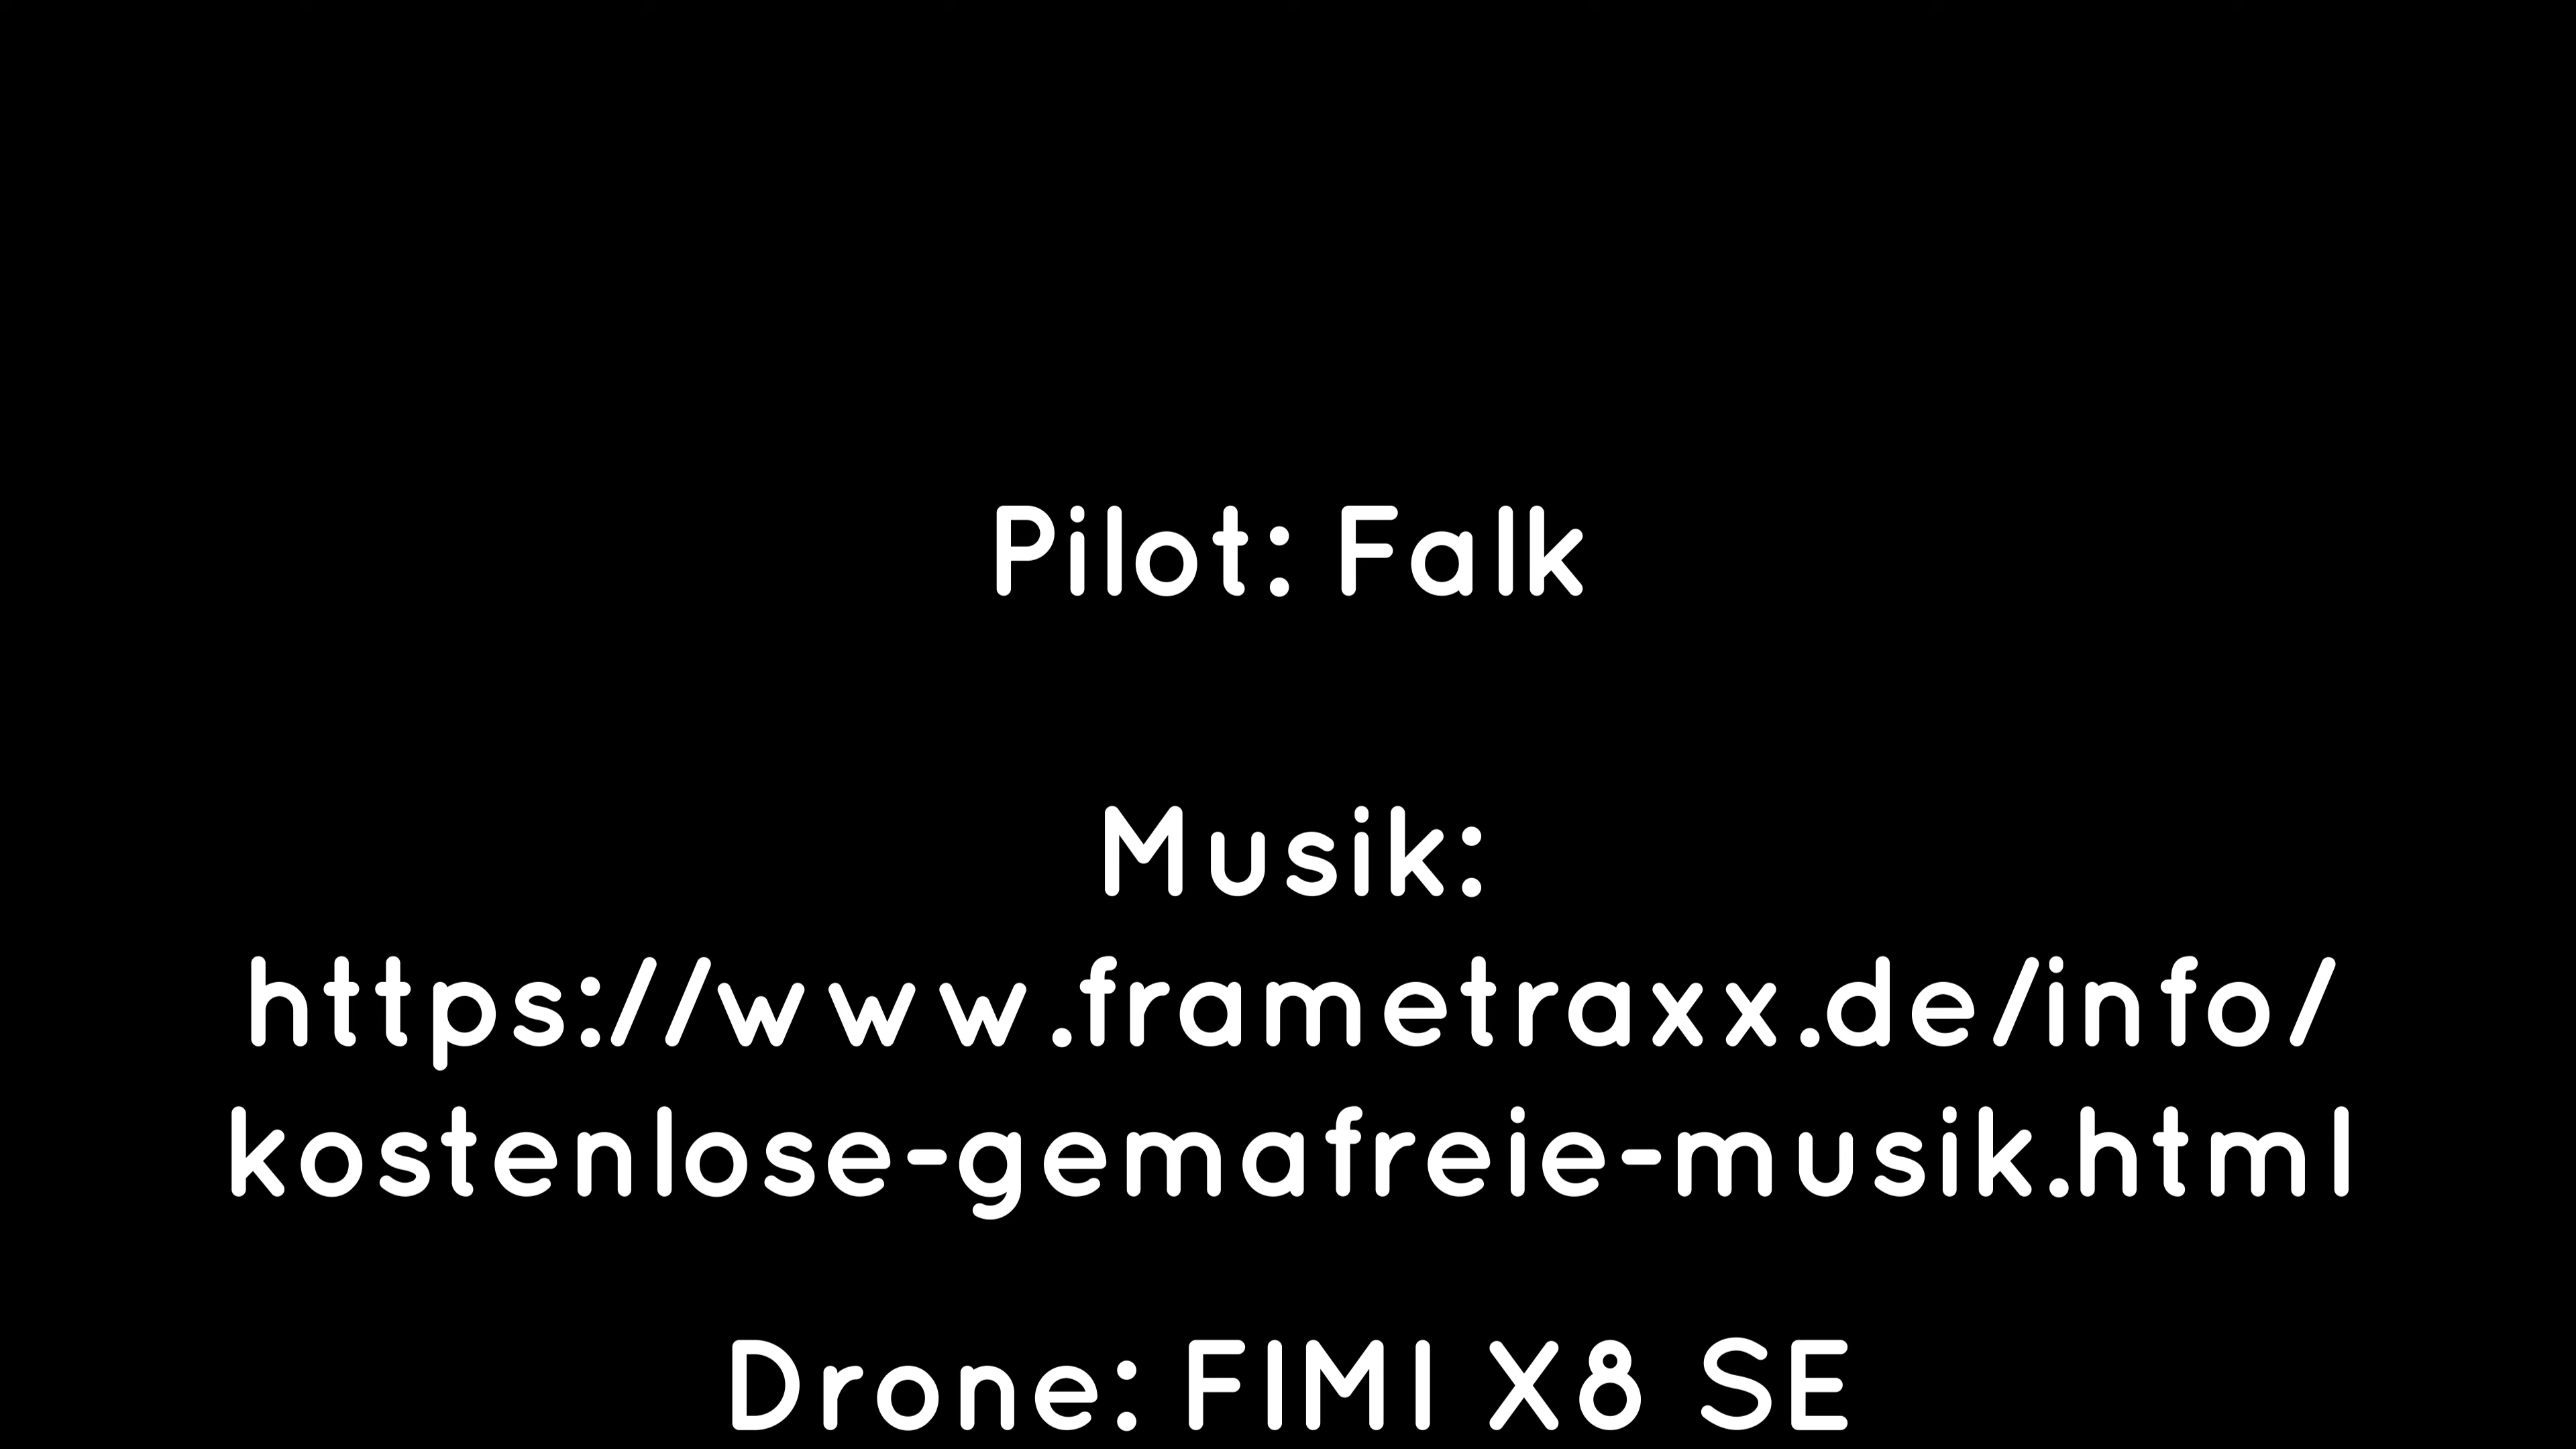 Pilot: Falk
Musik:
https://www.frametraxx.de/info/
kostenlose-gemafreie-musik.html
Drone: FIMI X8 SE